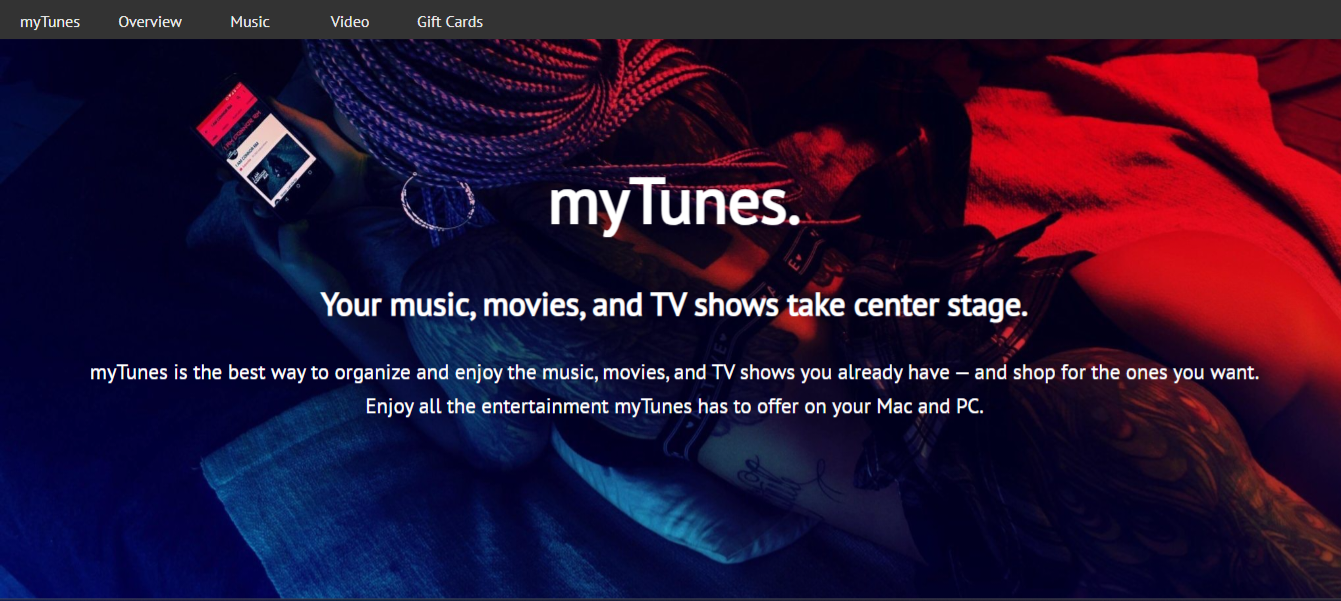 myTunes Overview Music Video Gift Cards
myTunes.
Your music, movies, and TV shows take center stage.
myTunes is the best way to organize and enjoy the music, movies, and TV shows you already have — and shop for the ones you want.
Enjoy all the entertainment myTunes has to offer on your Mac and PC.